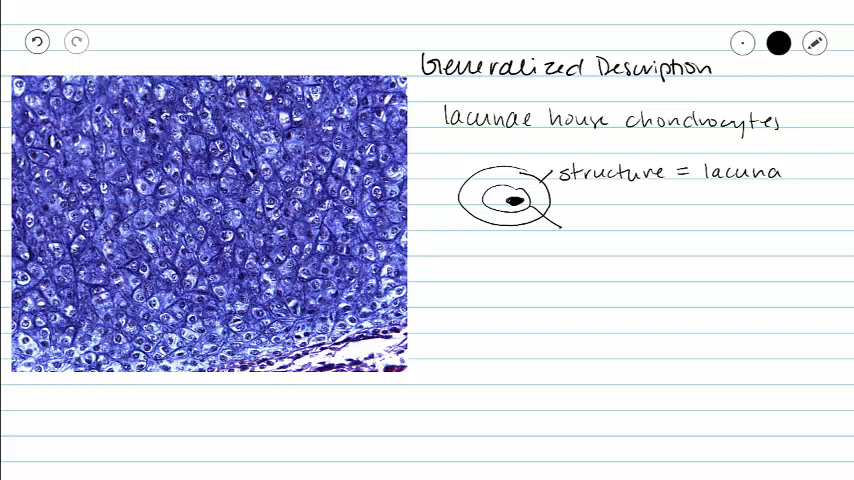 Generalized Description
lacunae house chondrocytes
structure = lacuna